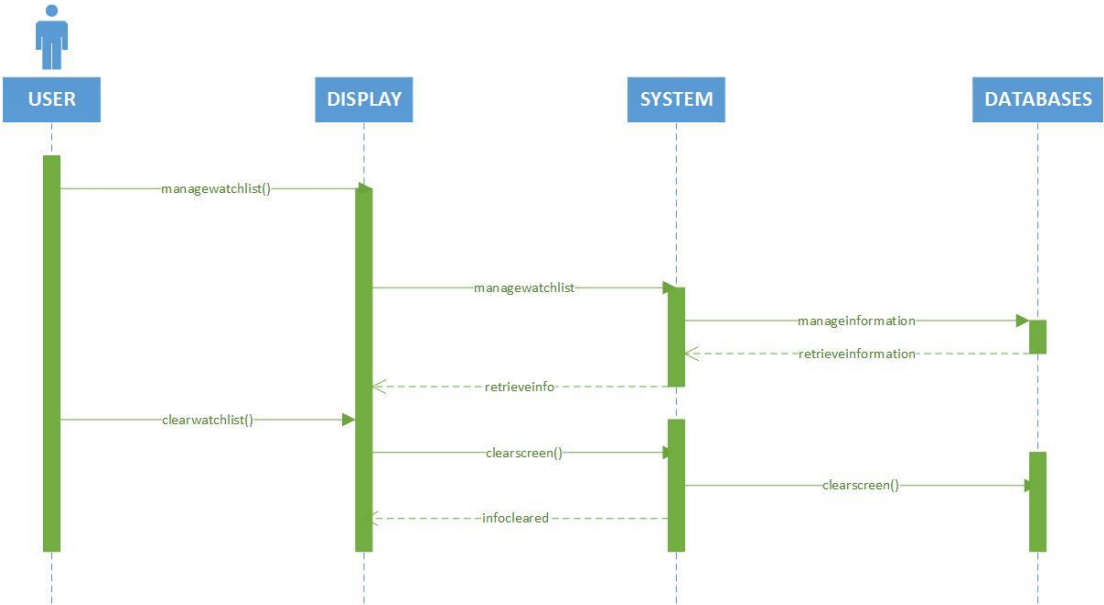 USER
DISPLAY
SYSTEM
DATABASES
managewatchlist()
managewatchlist
manageinformation
retrieveinformation
retrieveinfo
clearwatchlist()
clearscreen()
clearscreen()
infocleared